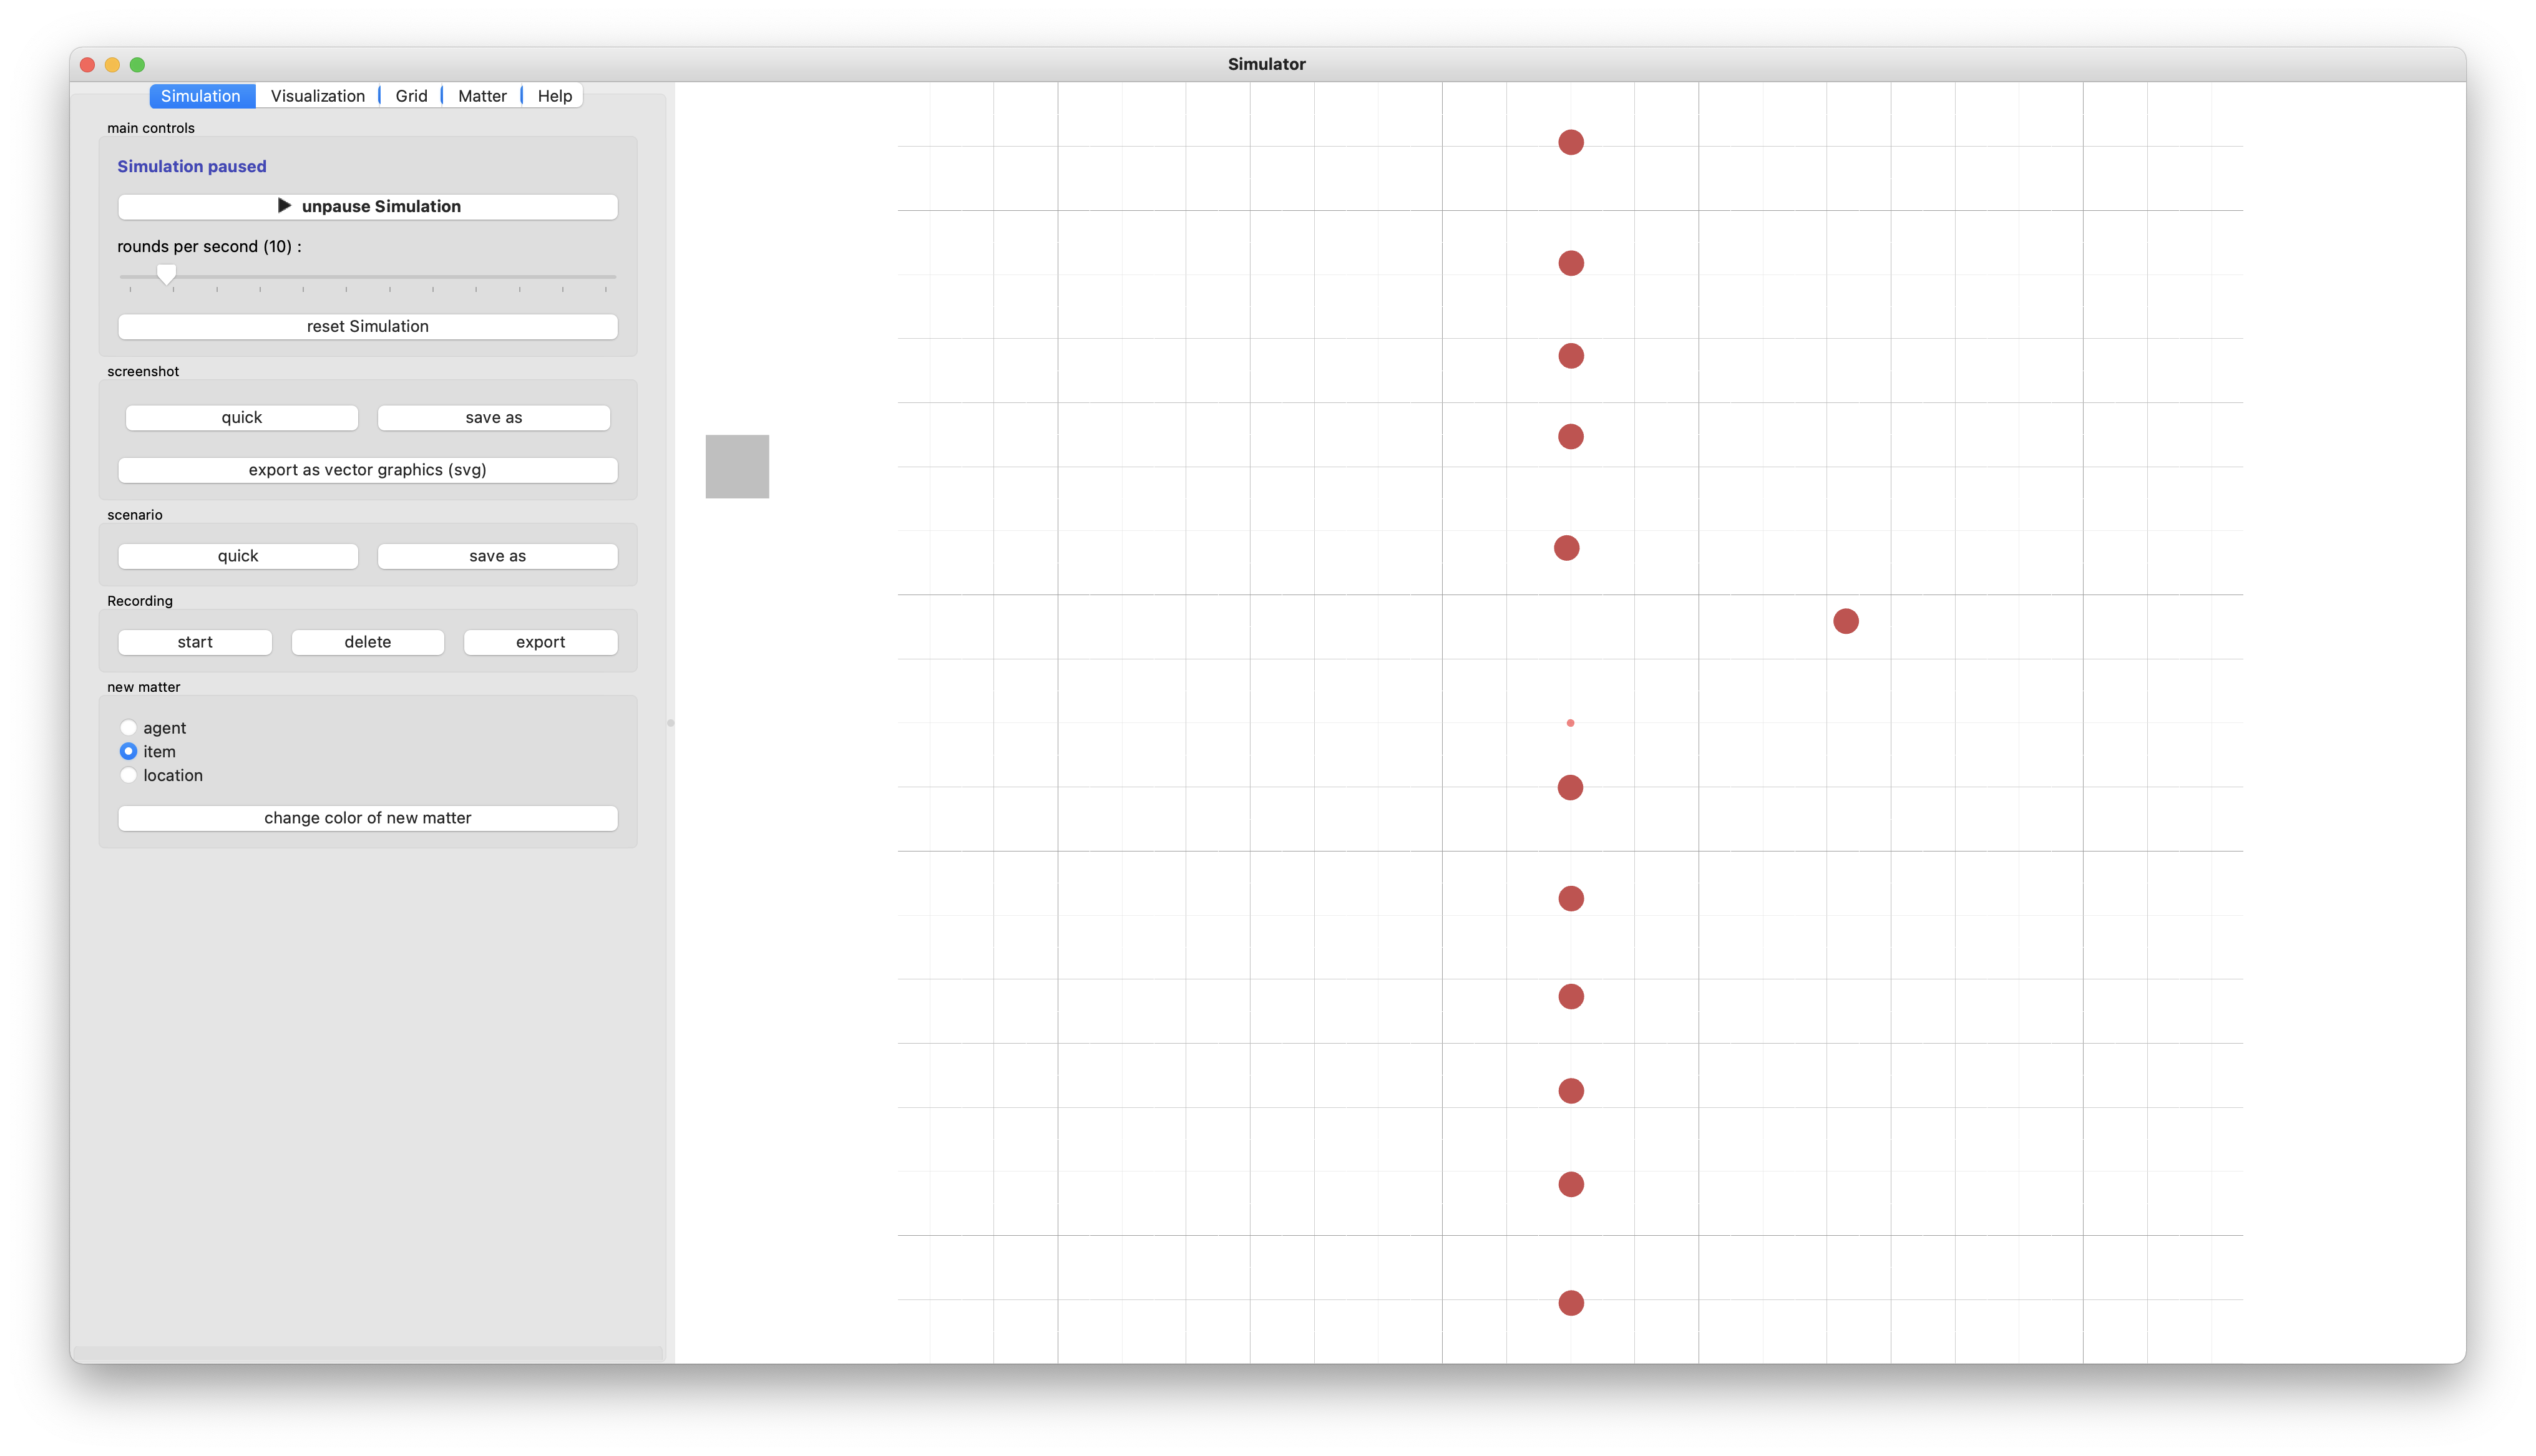 Simulator
Simulation Visualization Grid Matter Help
main controls
Simulation paused
unpause Simulation
rounds per second (10) :
reset Simulation
screenshot
quick save as
export as vector graphics (svg)
scenario
quick save as
Recording
start delete export
new matter
agent
item
location
change color of new matter